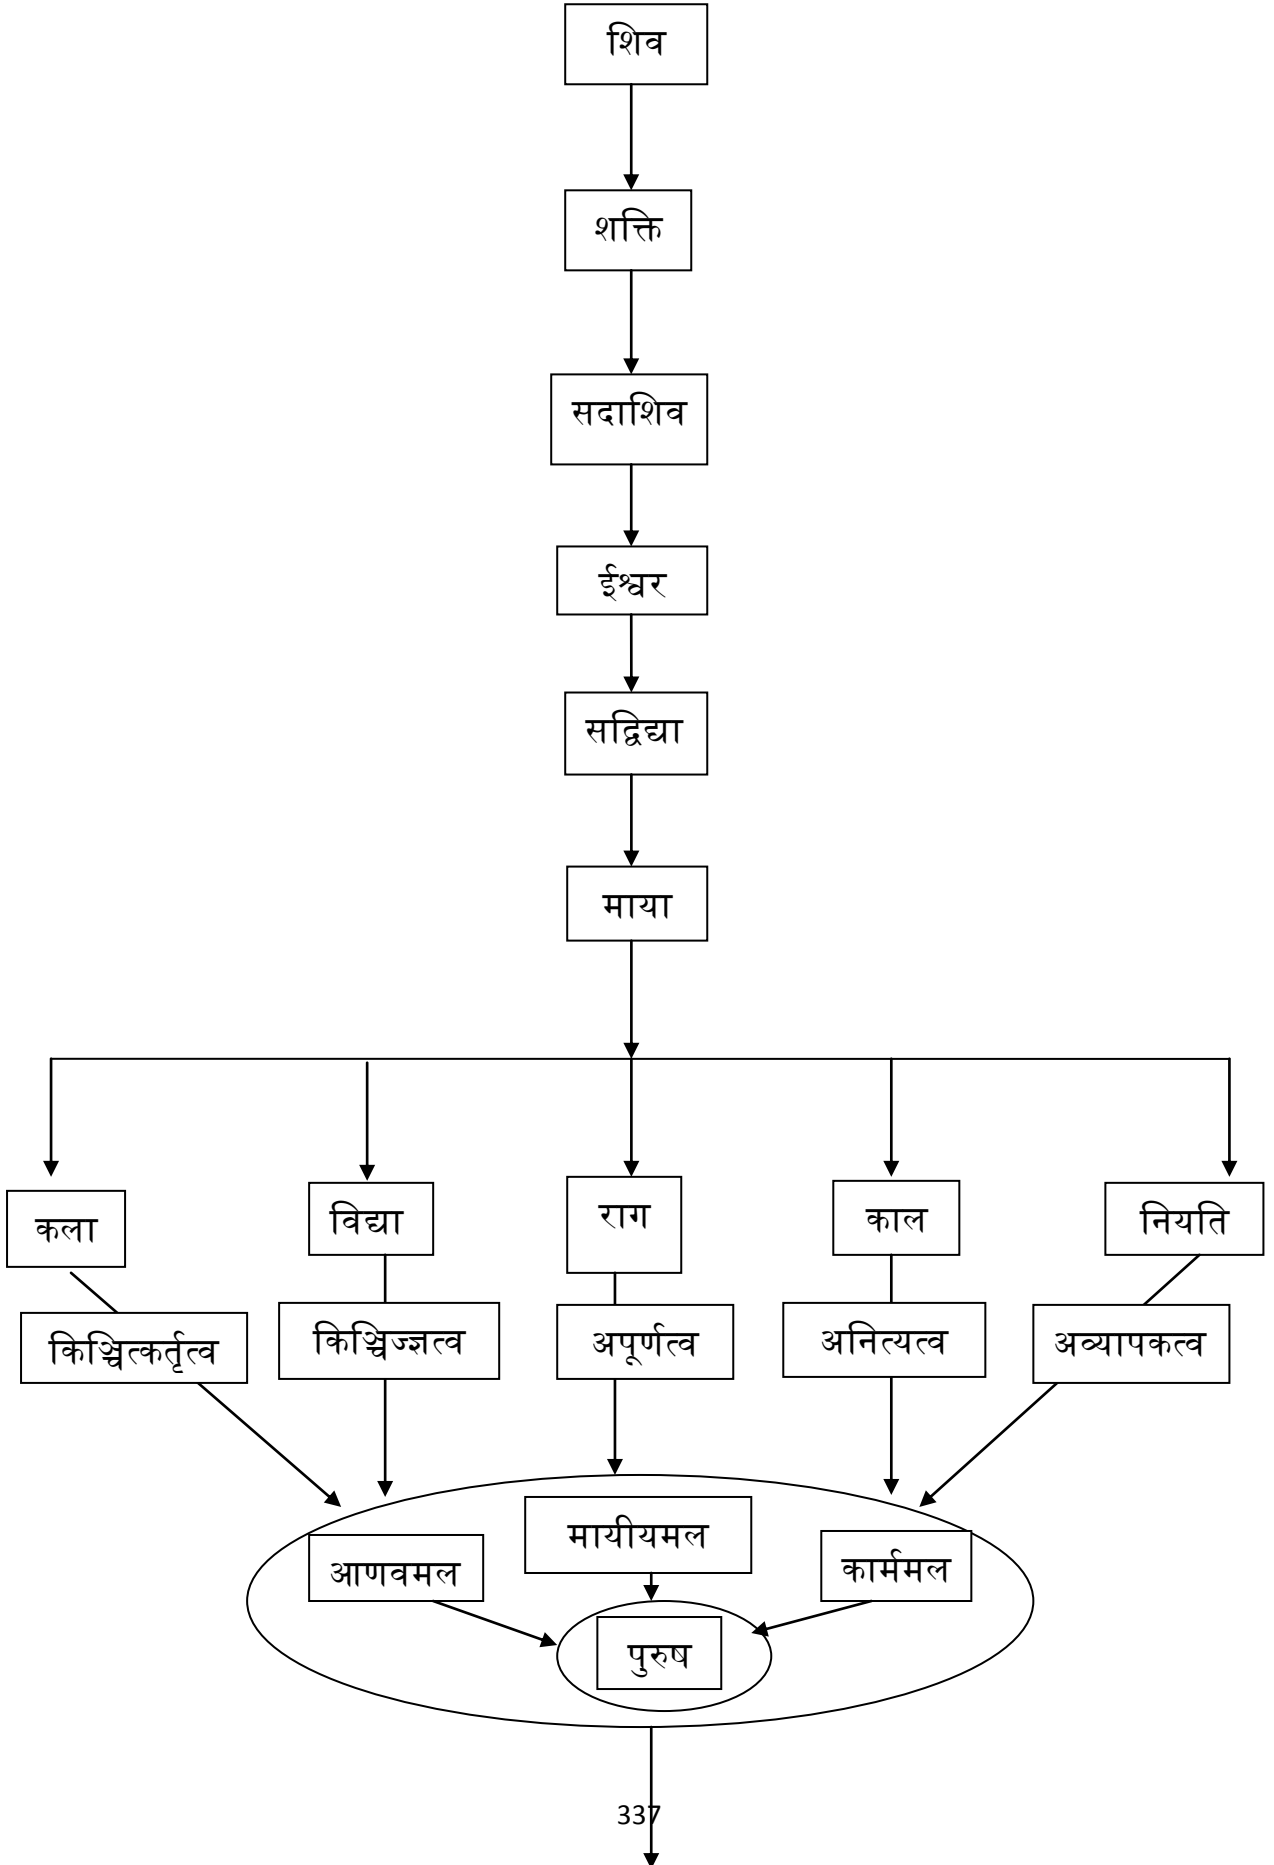 शिव
शक्ति
सदाशिव
ईश्वर
सद्विद्या
माया
कला
विद्या
राग
काल
नियति
किञ्चित्कर्तृत्व
किञ्चिज्ज्ञत्व
अपूर्णत्व
अनित्यत्व
अव्यापकत्व
आणवमल
मायीयमल
कार्ममल
पुरुष
337